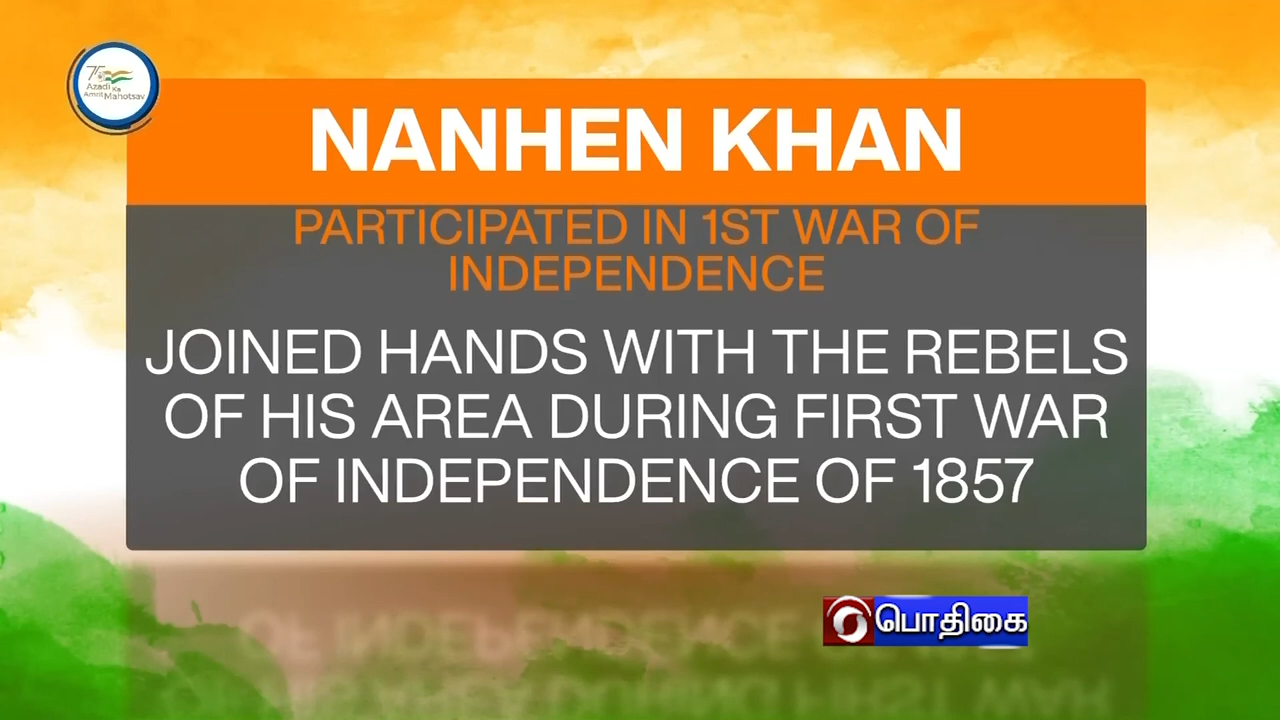 75
Azadi Ka
Amrit Mahotsav
NANHEN KHAN
PARTICIPATED IN 1ST WAR OF
INDEPENDENCE
JOINED HANDS WITH THE REBELS
OF HIS AREA DURING FIRST WAR
OF INDEPENDENCE OF 1857
பொதிகை